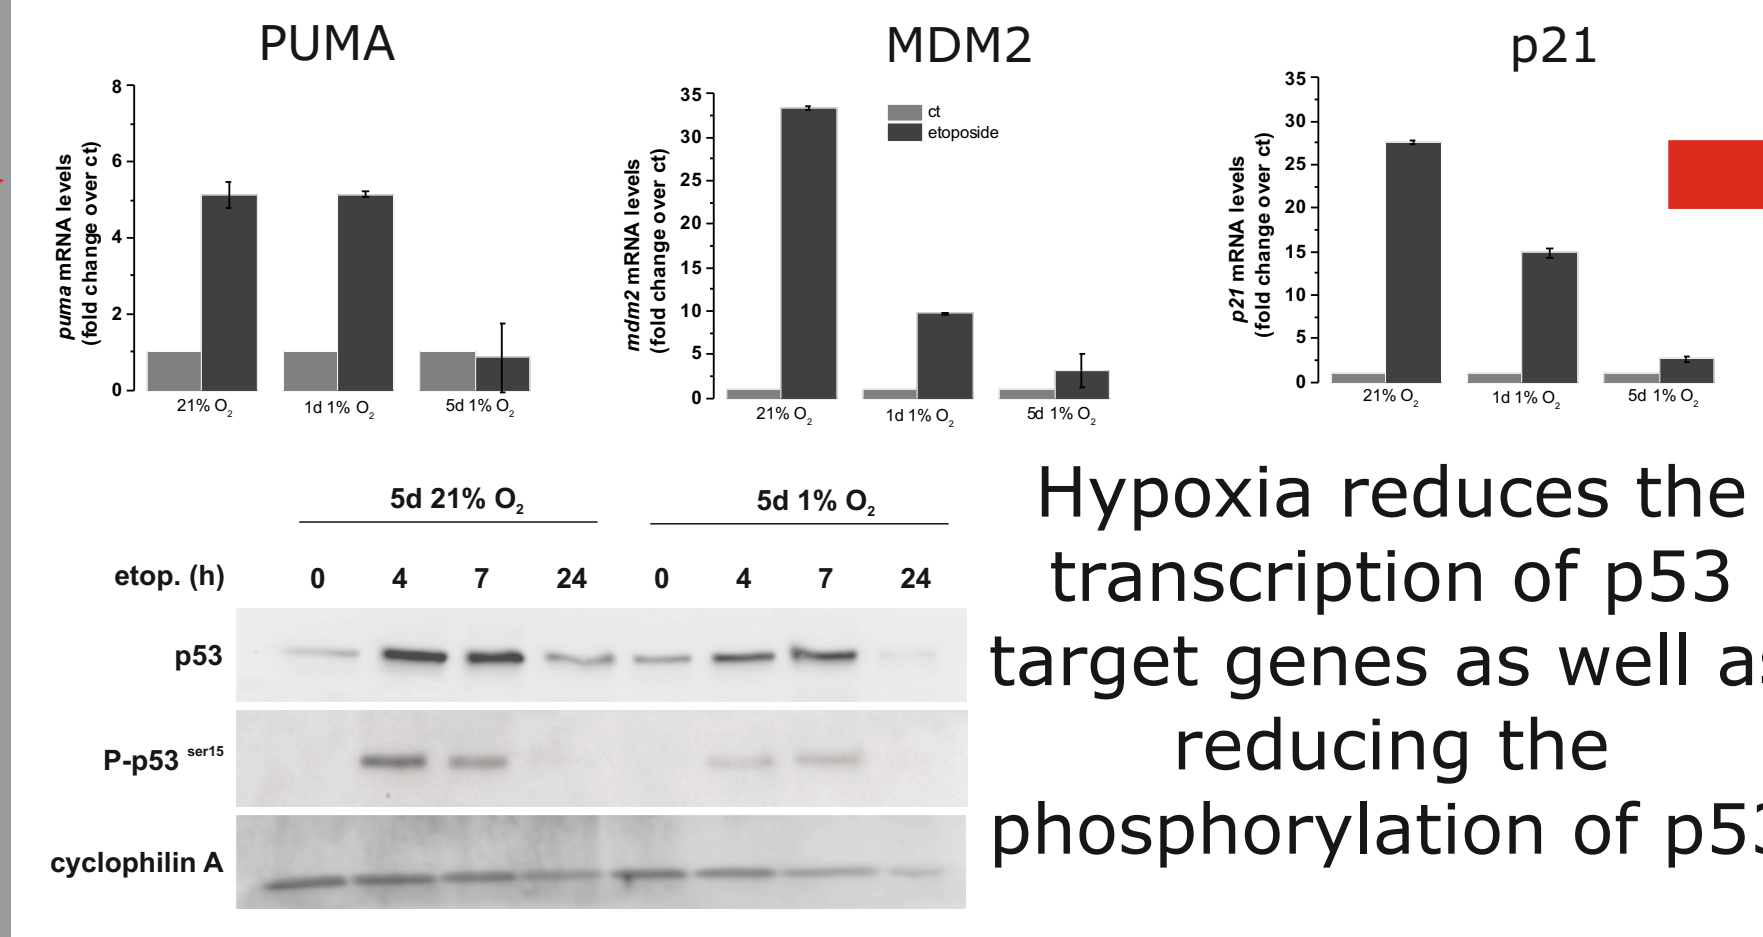 PUMA
MDM2
p21
puma mRNA levels
(fold change over ct)
8
6
4
2
0
21% O2
1d 1% O2
5d 1% O2
mdm2 mRNA levels
(fold change over ct)
35
30
25
20
15
10
5
0
ct
etoposide
21% O2
1d 1% O2
5d 1% O2
p21 mRNA levels
(fold change over ct)
35
30
25
20
15
10
5
0
21% O2
1d 1% O2
5d 1% O2
5d 21% O2
5d 1% O2
etop. (h) 0 4 7 24 0 4 7 24
p53
P-p53 ser15
cyclophilin A
Hypoxia reduces the
transcription of p53
target genes as well as
reducing the
phosphorylation of p53